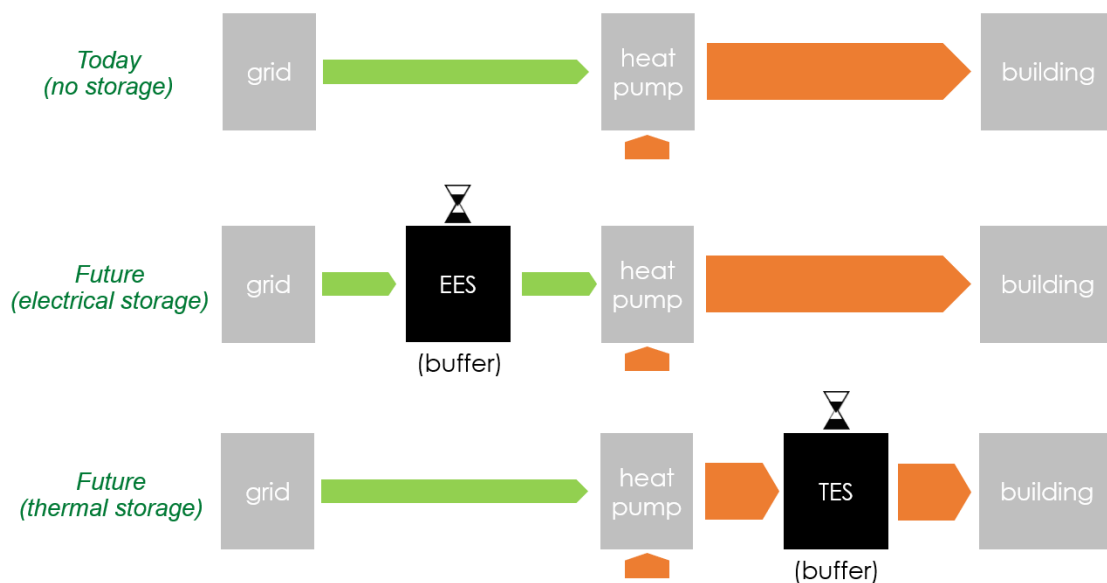 Today
(no storage)
grid
heat
pump
building
Future
(electrical storage)
grid
EES
(buffer)
heat
pump
building
Future
(thermal storage)
grid
heat
pump
TES
(buffer)
building